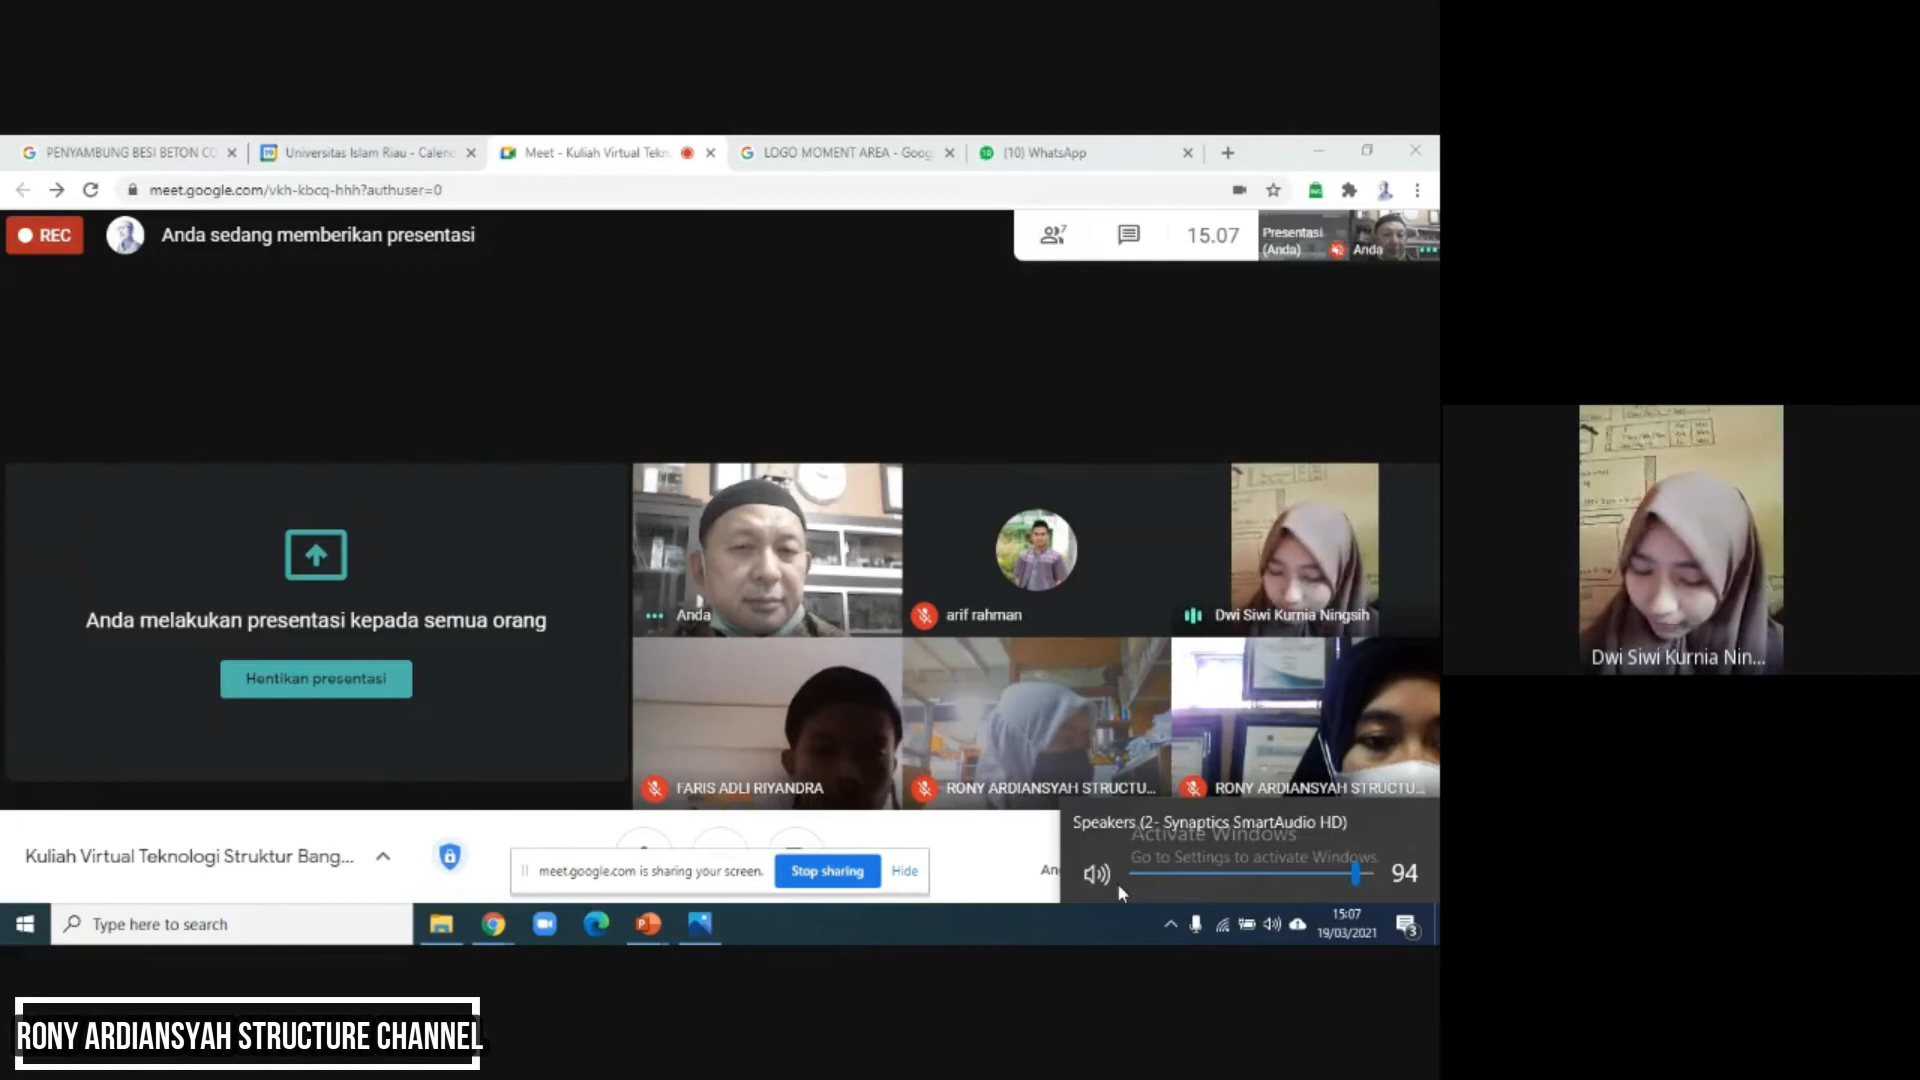 PENYAMBUNG BESI BETON CO
Universitas Islam Riau - Calend
Meet - Kuliah Virtual Tekn
LOGO MOMENT AREA - Goog
(10) WhatsApp
meet.google.com/vkh-kbcq-hhh?authuser=0
REC
Anda sedang memberikan presentasi
7
15.07
Presentasi
(Anda)
Anda
Anda melakukan presentasi kepada semua orang
Hentikan presentasi
Anda
arif rahman
Dwi Siwi Kurnia Ningsih
FARIS ADLI RIYANDRA
RONY ARDIANSYAH STRUCTU...
RONY ARDIANSYAH STRUCTU...
Dwi Siwi Kurnia Nin...
Speakers (2- Synaptics SmartAudio HD)
Activate Windows
Go to Settings to activate Windows.
94
Kuliah Virtual Teknologi Struktur Bang...
meet.google.com is sharing your screen.
Stop sharing
Hide
An
Type here to search
15:07
19/03/2021
3
RONY ARDIANSYAH STRUCTURE CHANNEL